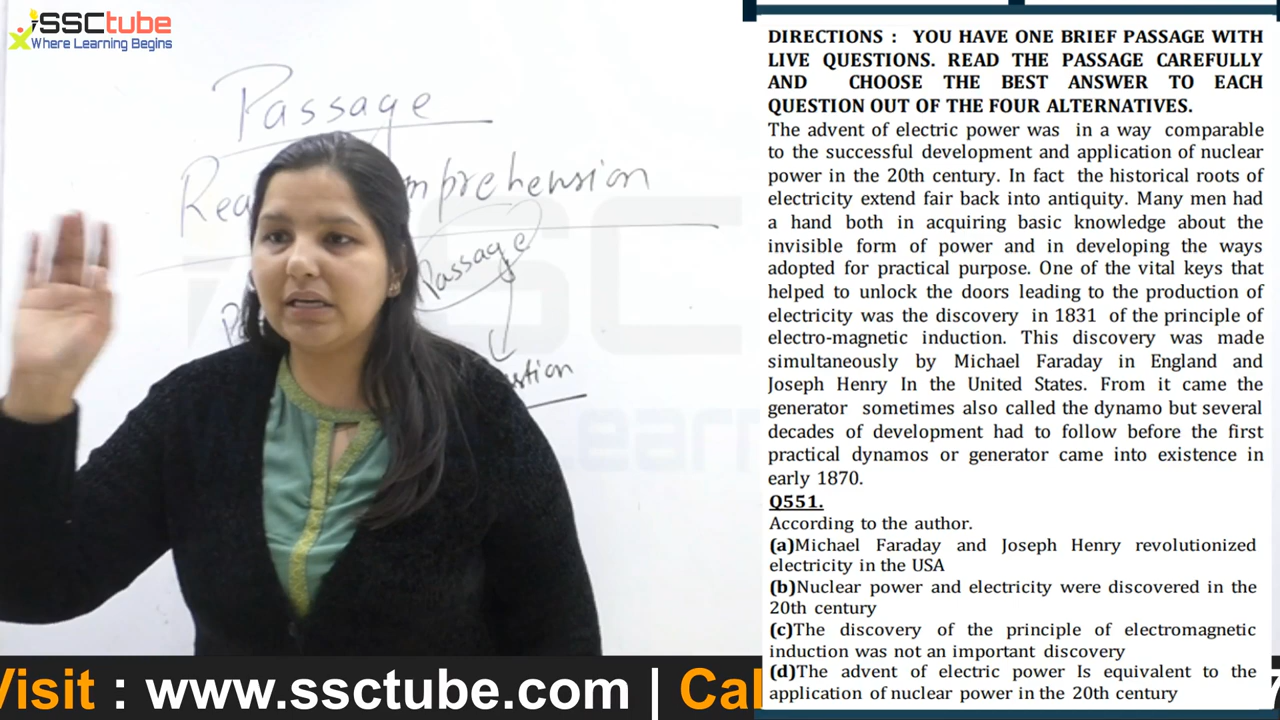 SSCtube
Where Learning Begins
Passage
mprehension
Passage
DIRECTIONS : YOU HAVE ONE BRIEF PASSAGE WITH
LIVE QUESTIONS. READ THE PASSAGE CAREFULLY
AND CHOOSE THE BEST ANSWER TO EACH
QUESTION OUT OF THE FOUR ALTERNATIVES.
The advent of electric power was in a way comparable
to the successful development and application of nuclear
power in the 20th century. In fact the historical roots of
electricity extend fair back into antiquity. Many men had
a hand both in acquiring basic knowledge about the
invisible form of power and in developing the ways
adopted for practical purpose. One of the vital keys that
helped to unlock the doors leading to the production of
electricity was the discovery in 1831 of the principle of
electro-magnetic induction. This discovery was made
simultaneously by Michael Faraday in England and
Joseph Henry In the United States. From it came the
generator sometimes also called the dynamo but several
decades of development had to follow before the first
practical dynamos or generator came into existence in
early 1870.
Q551.
According to the author.
(a)Michael Faraday and Joseph Henry revolutionized
electricity in the USA
(b)Nuclear power and electricity were discovered in the
20th century
(c)The discovery of the principle of electromagnetic
induction was not an important discovery
(d)The advent of electric power Is equivalent to the
application of nuclear power in the 20th century
Visit : www.ssctube.com | Cal